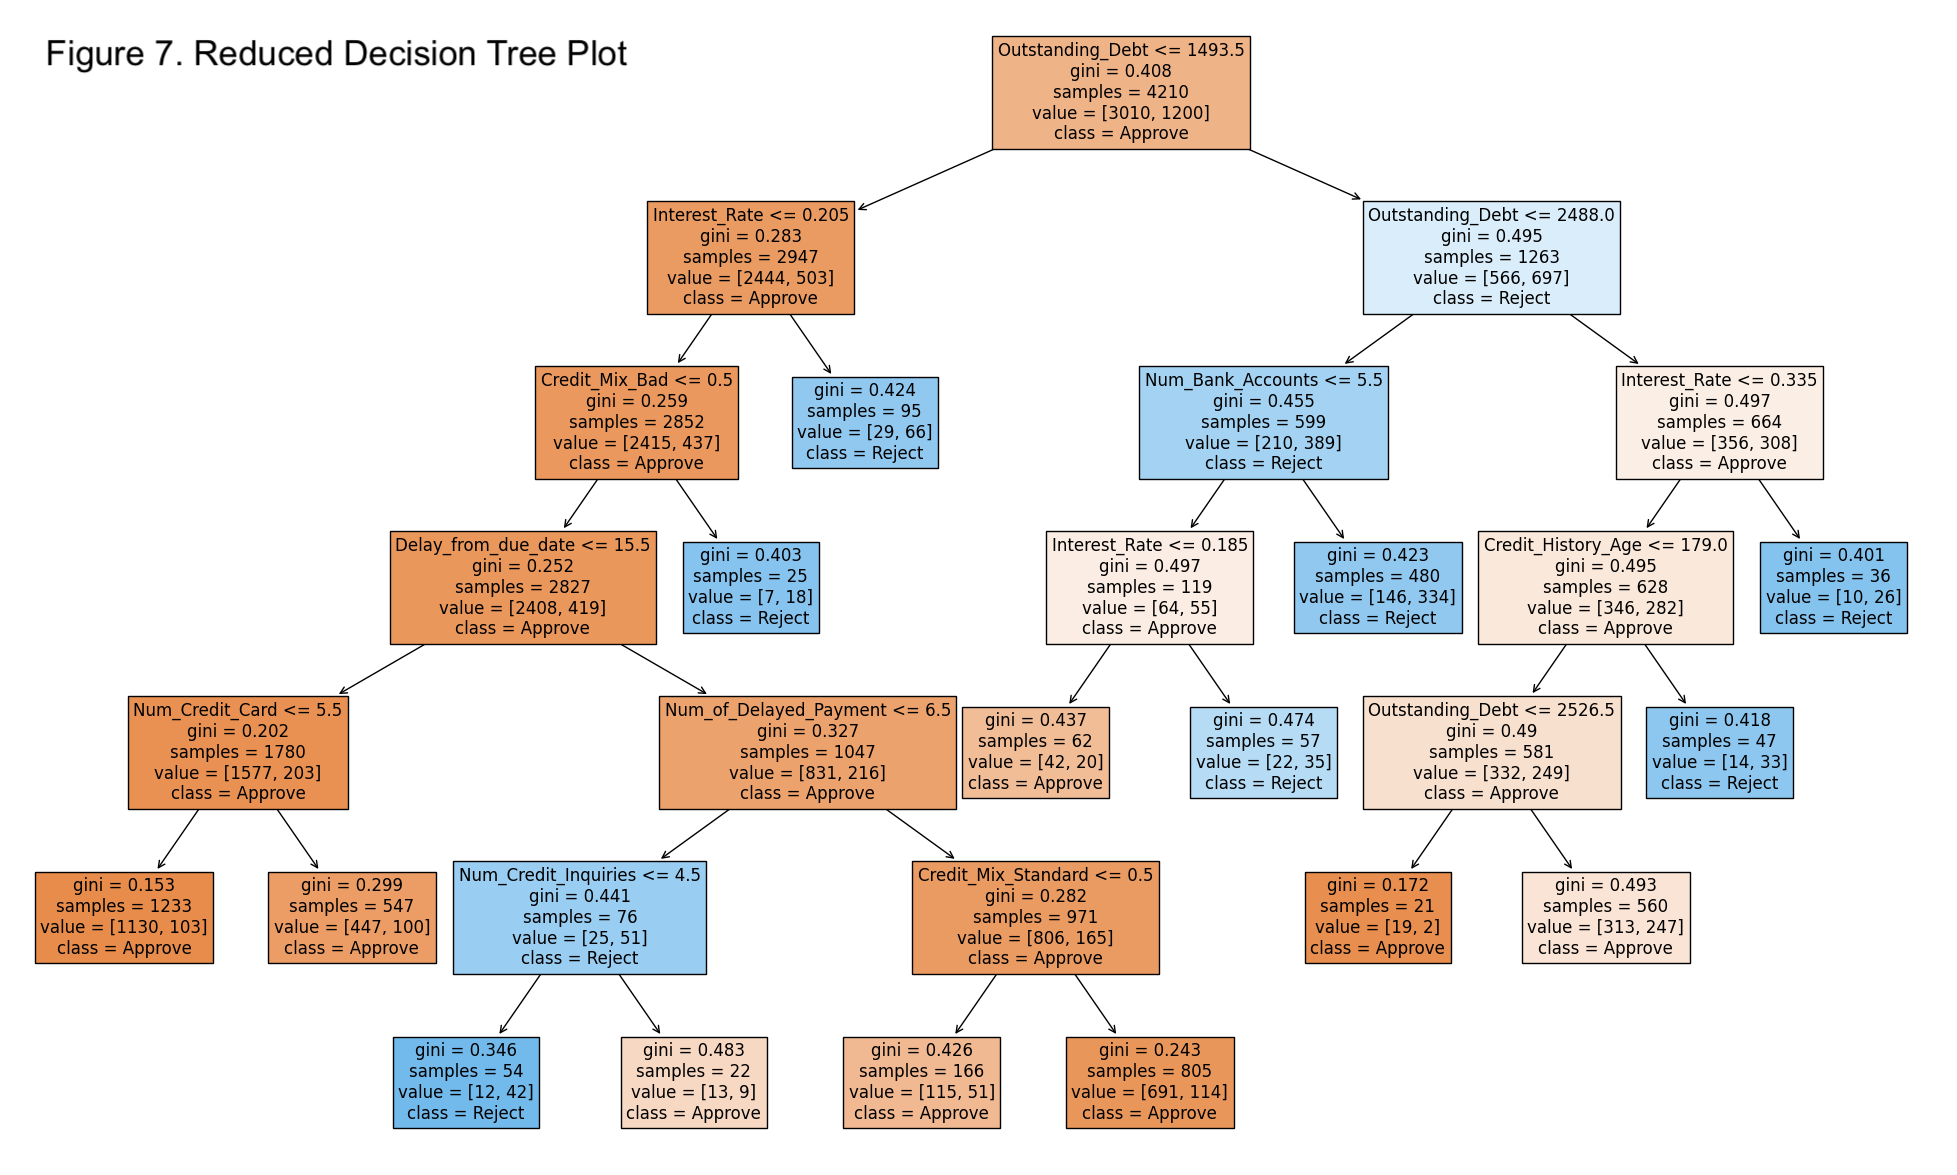 Figure 7. Reduced Decision Tree Plot
Outstanding_Debt <= 1493.5
gini = 0.408
samples = 4210
value = [3010, 1200]
class = Approve
Interest_Rate <= 0.205
gini = 0.283
samples = 2947
value = [2444, 503]
class = Approve
Outstanding_Debt <= 2488.0
gini = 0.495
samples = 1263
value = [566, 697]
class = Reject
Credit_Mix_Bad <= 0.5
gini = 0.259
samples = 2852
value = [2415, 437]
class = Approve
gini = 0.424
samples = 95
value = [29, 66]
class = Reject
Num_Bank_Accounts <= 5.5
gini = 0.455
samples = 599
value = [210, 389]
class = Reject
Interest_Rate <= 0.335
gini = 0.497
samples = 664
value = [356, 308]
class = Approve
Delay_from_due_date <= 15.5
gini = 0.252
samples = 2827
value = [2408, 419]
class = Approve
gini = 0.403
samples = 25
value = [7, 18]
class = Reject
Interest_Rate <= 0.185
gini = 0.497
samples = 119
value = [64, 55]
class = Approve
gini = 0.423
samples = 480
value = [146, 334]
class = Reject
Credit_History_Age <= 179.0
gini = 0.495
samples = 628
value = [346, 282]
class = Approve
gini = 0.401
samples = 36
value = [10, 26]
class = Reject
Num_Credit_Card <= 5.5
gini = 0.202
samples = 1780
value = [1577, 203]
class = Approve
Num_of_Delayed_Payment <= 6.5
gini = 0.327
samples = 1047
value = [831, 216]
class = Approve
gini = 0.437
samples = 62
value = [42, 20]
class = Approve
gini = 0.474
samples = 57
value = [22, 35]
class = Reject
Outstanding_Debt <= 2526.5
gini = 0.49
samples = 581
value = [332, 249]
class = Approve
gini = 0.418
samples = 47
value = [14, 33]
class = Reject
gini = 0.153
samples = 1233
value = [1130, 103]
class = Approve
gini = 0.299
samples = 547
value = [447, 100]
class = Approve
Num_Credit_Inquiries <= 4.5
gini = 0.441
samples = 76
value = [25, 51]
class = Reject
Credit_Mix_Standard <= 0.5
gini = 0.282
samples = 971
value = [806, 165]
class = Approve
gini = 0.172
samples = 21
value = [19, 2]
class = Approve
gini = 0.493
samples = 560
value = [313, 247]
class = Approve
gini = 0.346
samples = 54
value = [12, 42]
class = Reject
gini = 0.483
samples = 22
value = [13, 9]
class = Approve
gini = 0.426
samples = 166
value = [115, 51]
class = Approve
gini = 0.243
samples = 805
value = [691, 114]
class = Approve